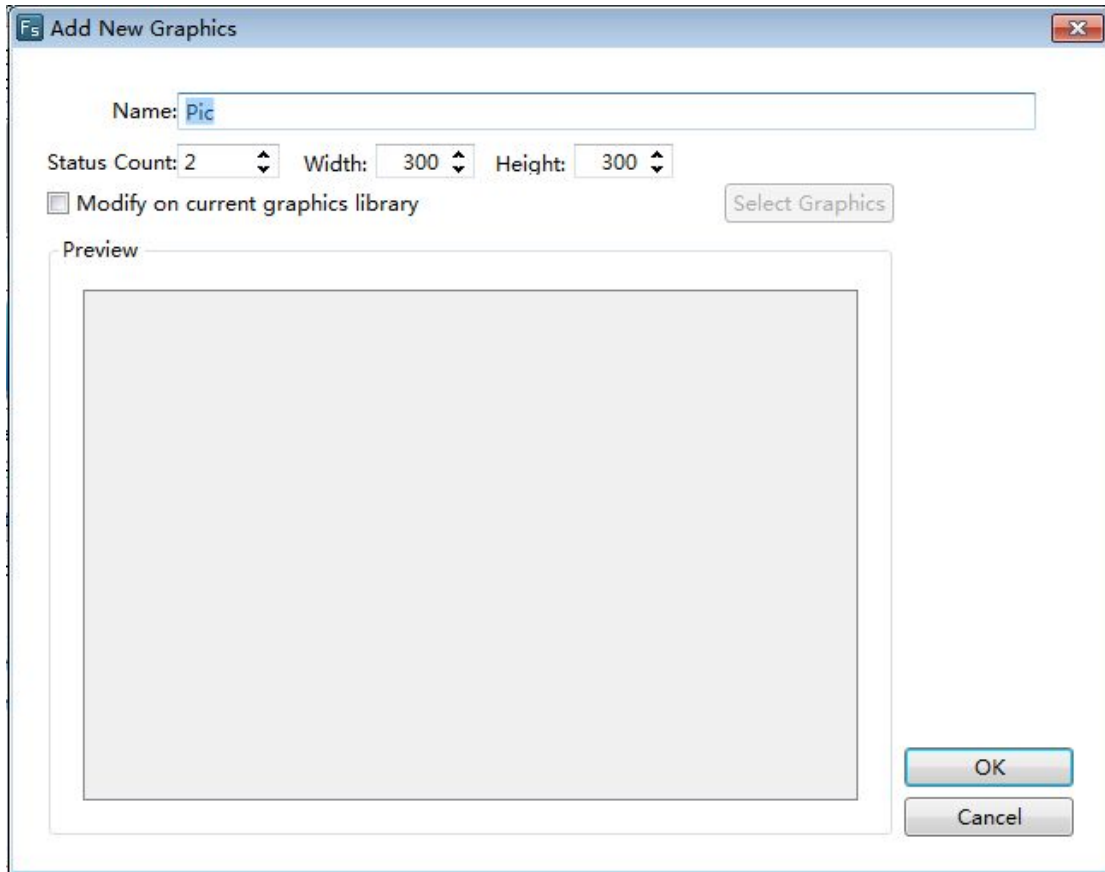 Fs Add New Graphics
Name: Pic
Status Count: 2 Width: 300 Height: 300
Modify on current graphics library Select Graphics
Preview
OK
Cancel